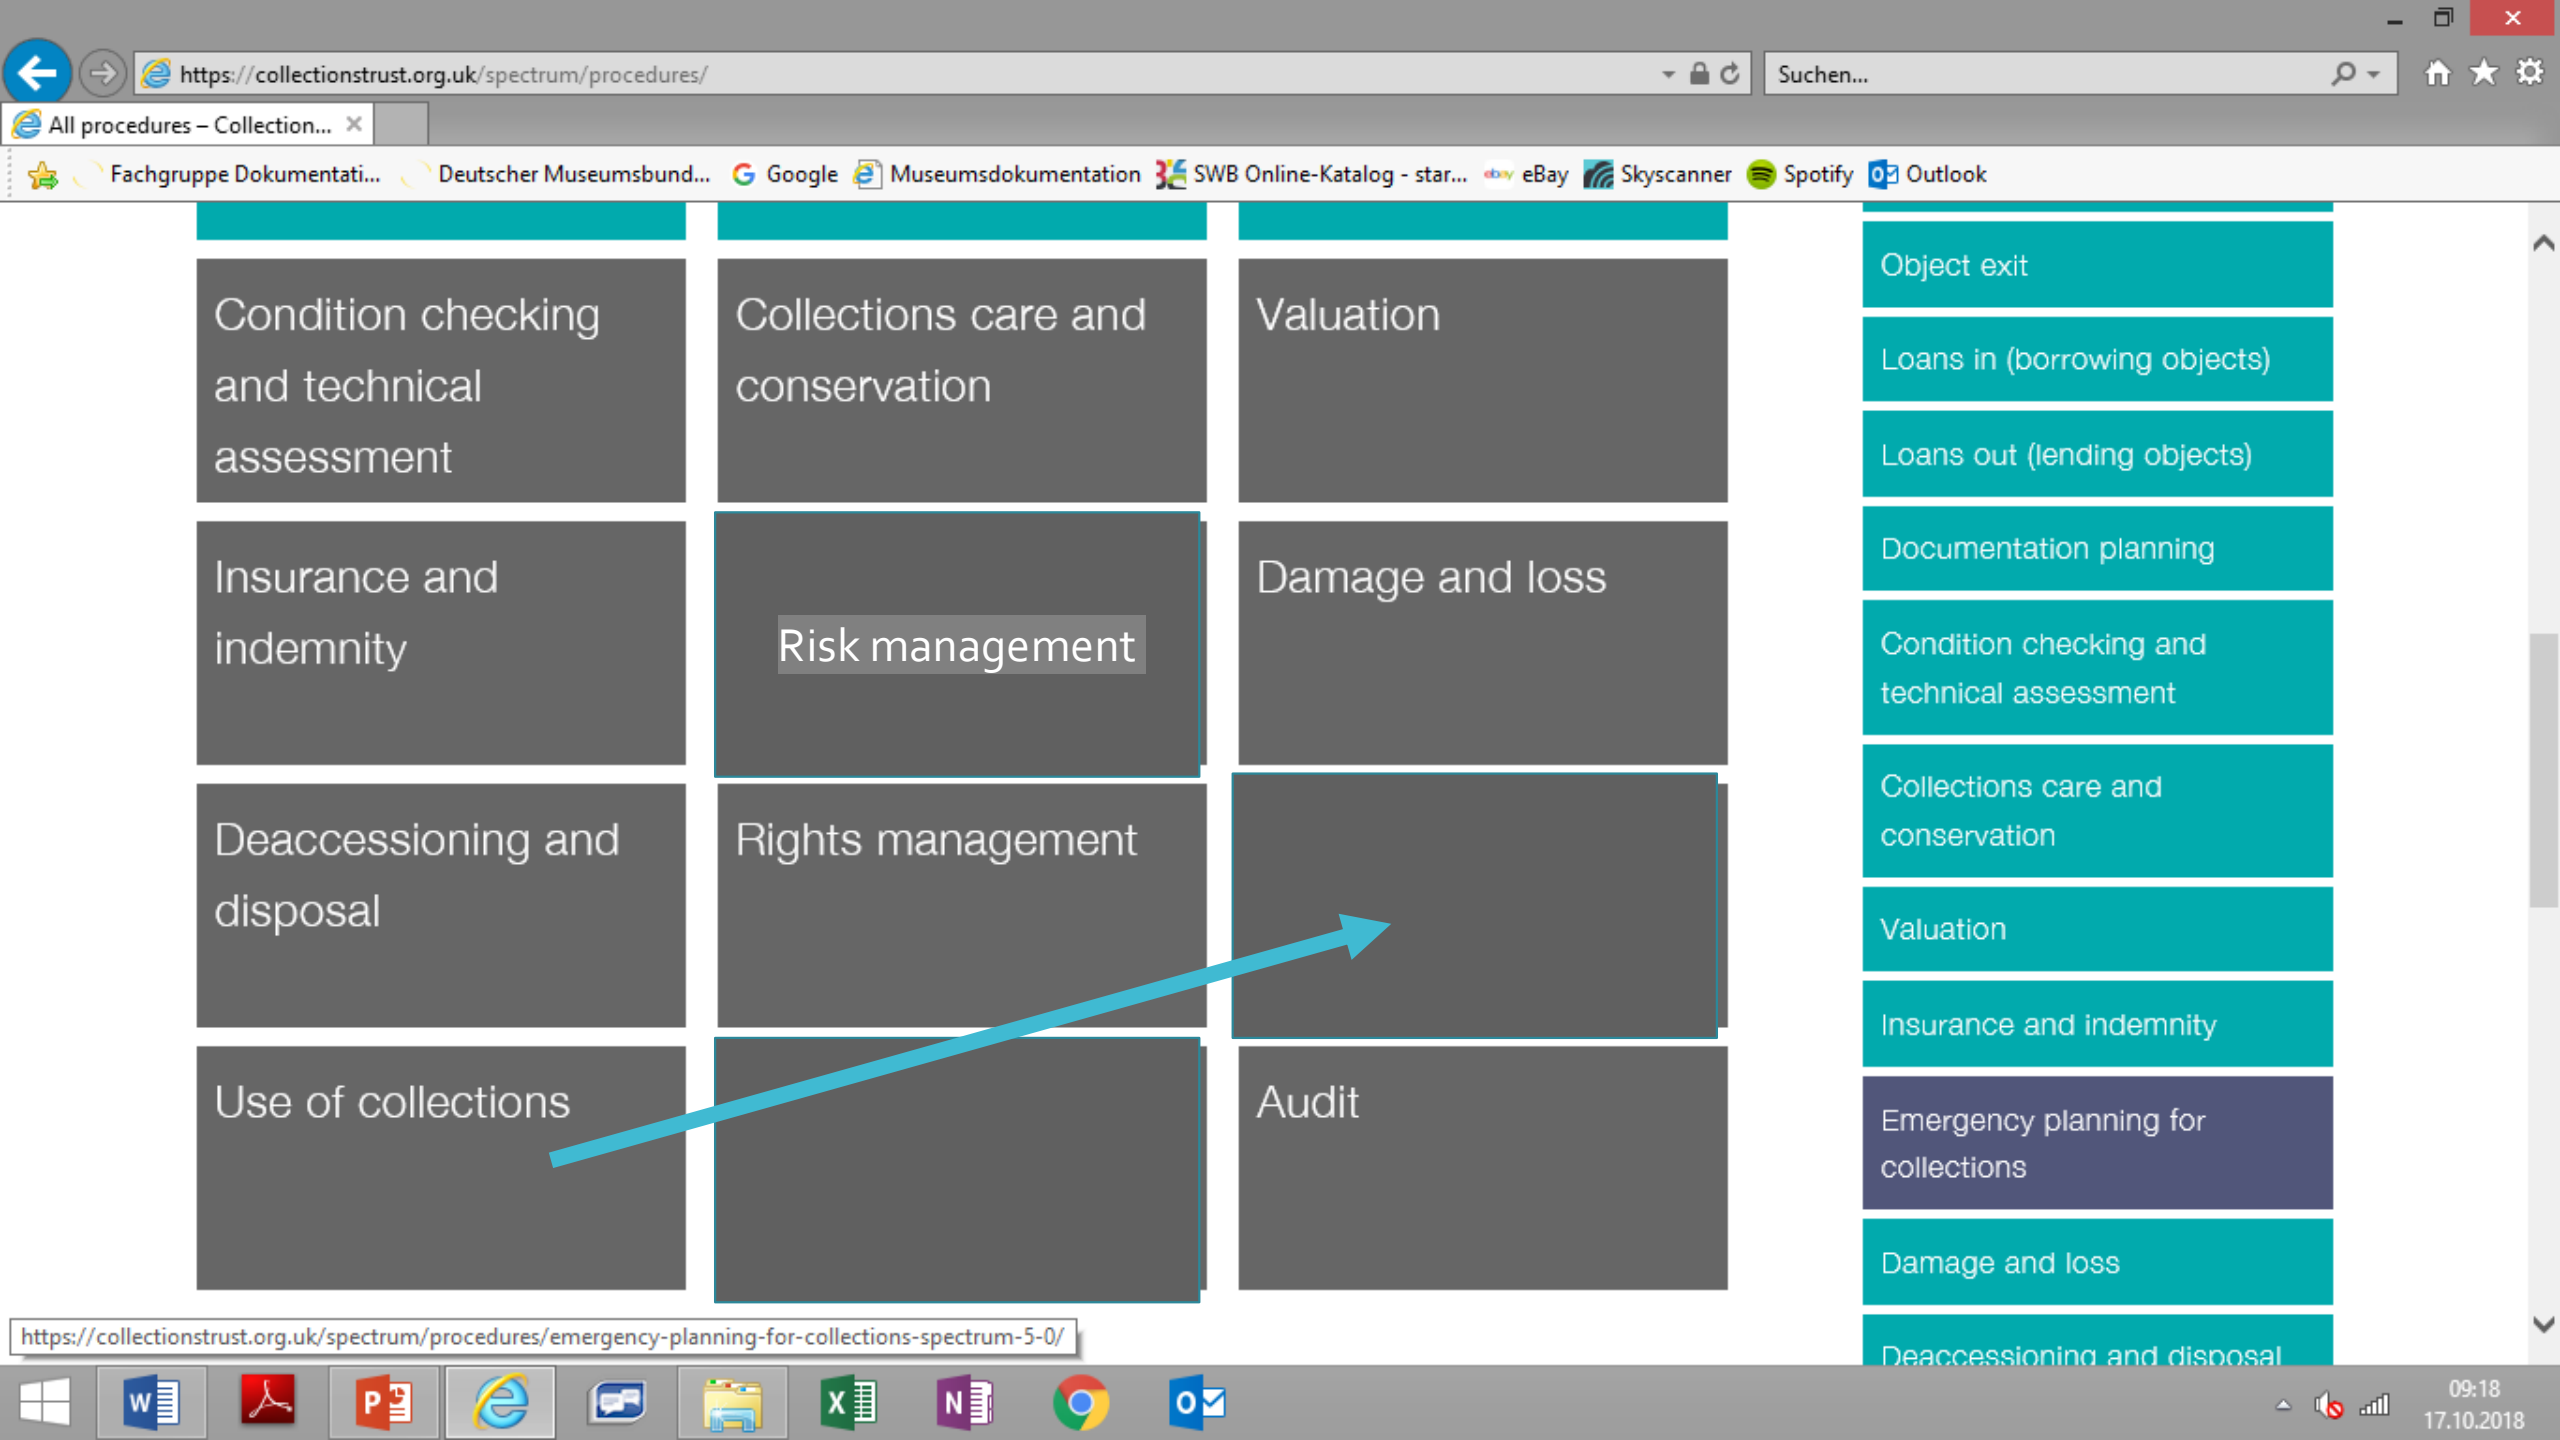 https://collectionstrust.org.uk/spectrum/procedures/
Suchen...
All procedures – Collection...
Fachgruppe Dokumentati...
Deutscher Museumsbund...
Google
Museumsdokumentation
SWB Online-Katalog - star...
eBay
Skyscanner
Spotify
Outlook
Condition checking
and technical
assessment
Collections care and
conservation
Valuation
Insurance and
indemnity
Risk management
Damage and loss
Deaccessioning and
disposal
Rights management
Use of collections
Audit
Object exit
Loans in (borrowing objects)
Loans out (lending objects)
Documentation planning
Condition checking and
technical assessment
Collections care and
conservation
Valuation
Insurance and indemnity
Emergency planning for
collections
Damage and loss
Deaccessioning and disposal
https://collectionstrust.org.uk/spectrum/procedures/emergency-planning-for-collections-spectrum-5-0/
09:18
17.10.2018